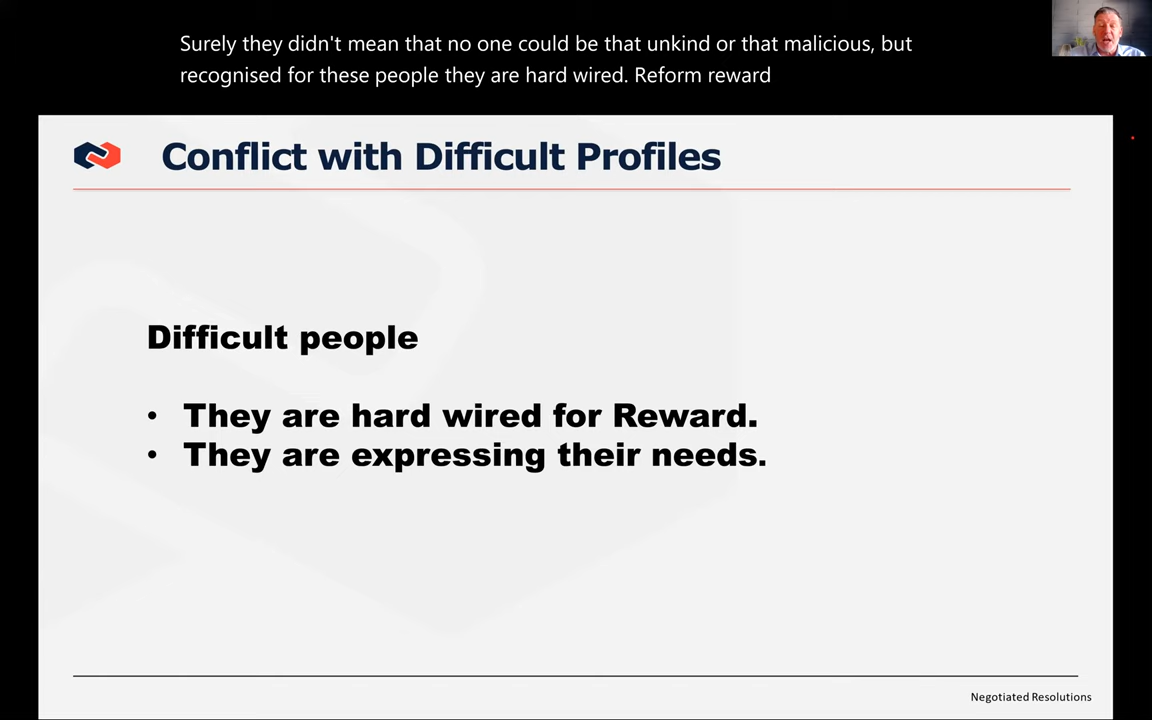 Surely they didn't mean that no one could be that unkind or that malicious, but
recognised for these people they are hard wired. Reform reward
Conflict with Difficult Profiles
Difficult people
• They are hard wired for Reward.
• They are expressing their needs.
Negotiated Resolutions